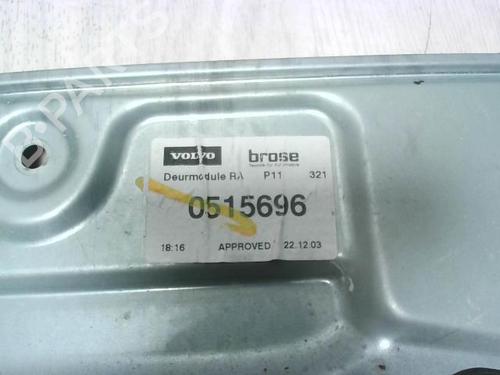 VOLVO brose
Deurmodule RA P11 321
0515696
18:16 APPROVED 22.12.03
B-PARTS